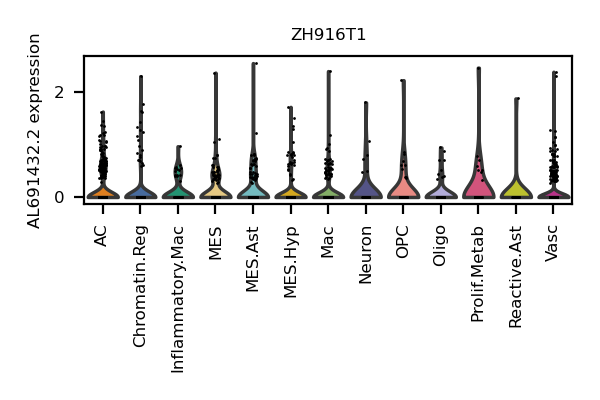 ZH916T1
AL691432.2 expression
2
0
AC
Chromatin.Reg
Inflammatory.Mac
MES
MES.Ast
MES.Hyp
Mac
Neuron
OPC
Oligo
Prolif.Metab
Reactive.Ast
Vasc